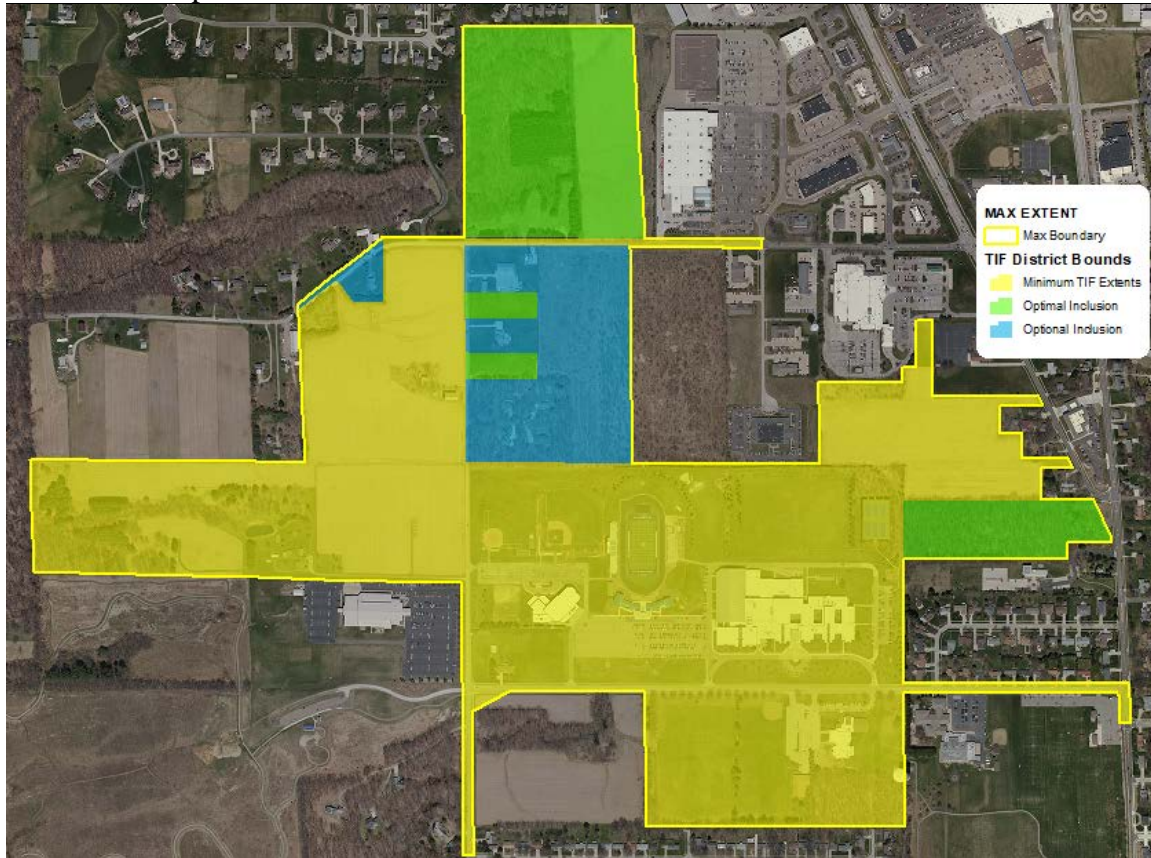 MAX EXTENT
Max Boundary
TIF District Bounds
Minimum TIF Extents
Optimal Inclusion
Optional Inclusion